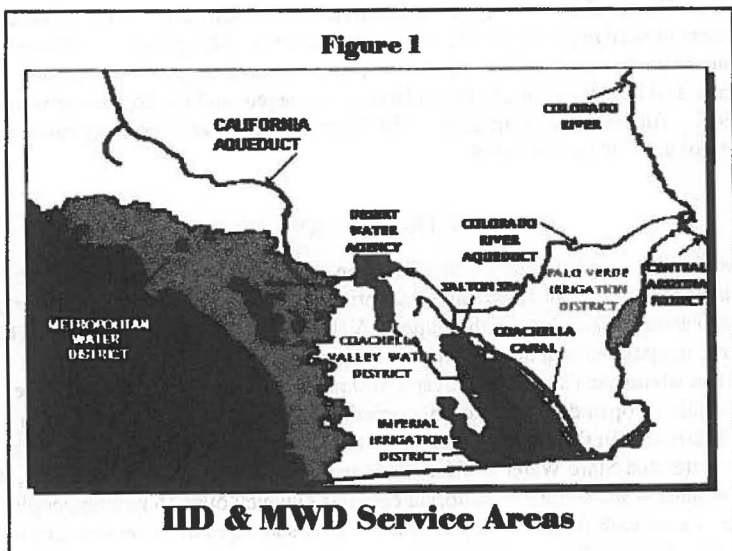 Figure 1
CALIFORNIA
AQUEDUCT
COLORADO
RIVER
DESERT
WATER
AGENCY
COLORADO
RIVER
AQUEDUCT
SALTON SEA
PALO VERDE
IRRIGATION
DISTRICT
CENTRAL
ARIZONA
PROJECT
METROPOLITAN
WATER
DISTRICT
COACHELLA
VALLEY WATER
DISTRICT
COACHELLA
CANAL
IMPERIAL
IRRIGATION
DISTRICT
IID & MWD Service Areas